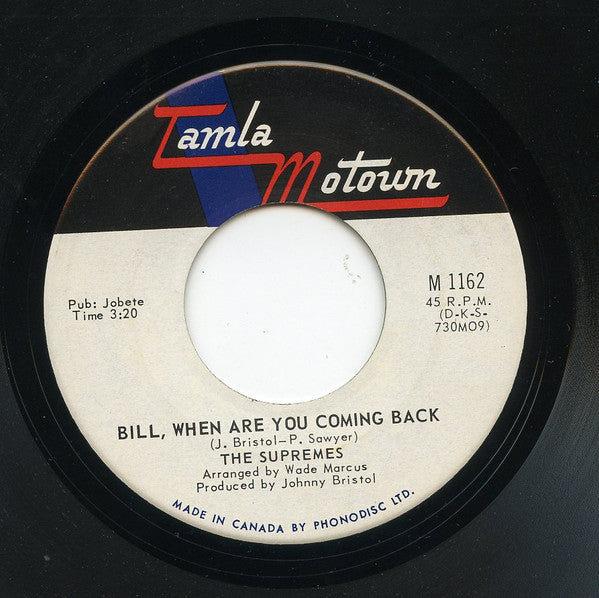 Tamla
Motown
M 1162
45 R.P.M.
(D-K-S-
730MO9)
Pub: Jobete
Time 3:20
BILL, WHEN ARE YOU COMING BACK
(J. Bristol—P. Sawyer)
THE SUPREMES
Arranged by Wade Marcus
Produced by Johnny Bristol
MADE IN CANADA BY PHONODISC LTD.